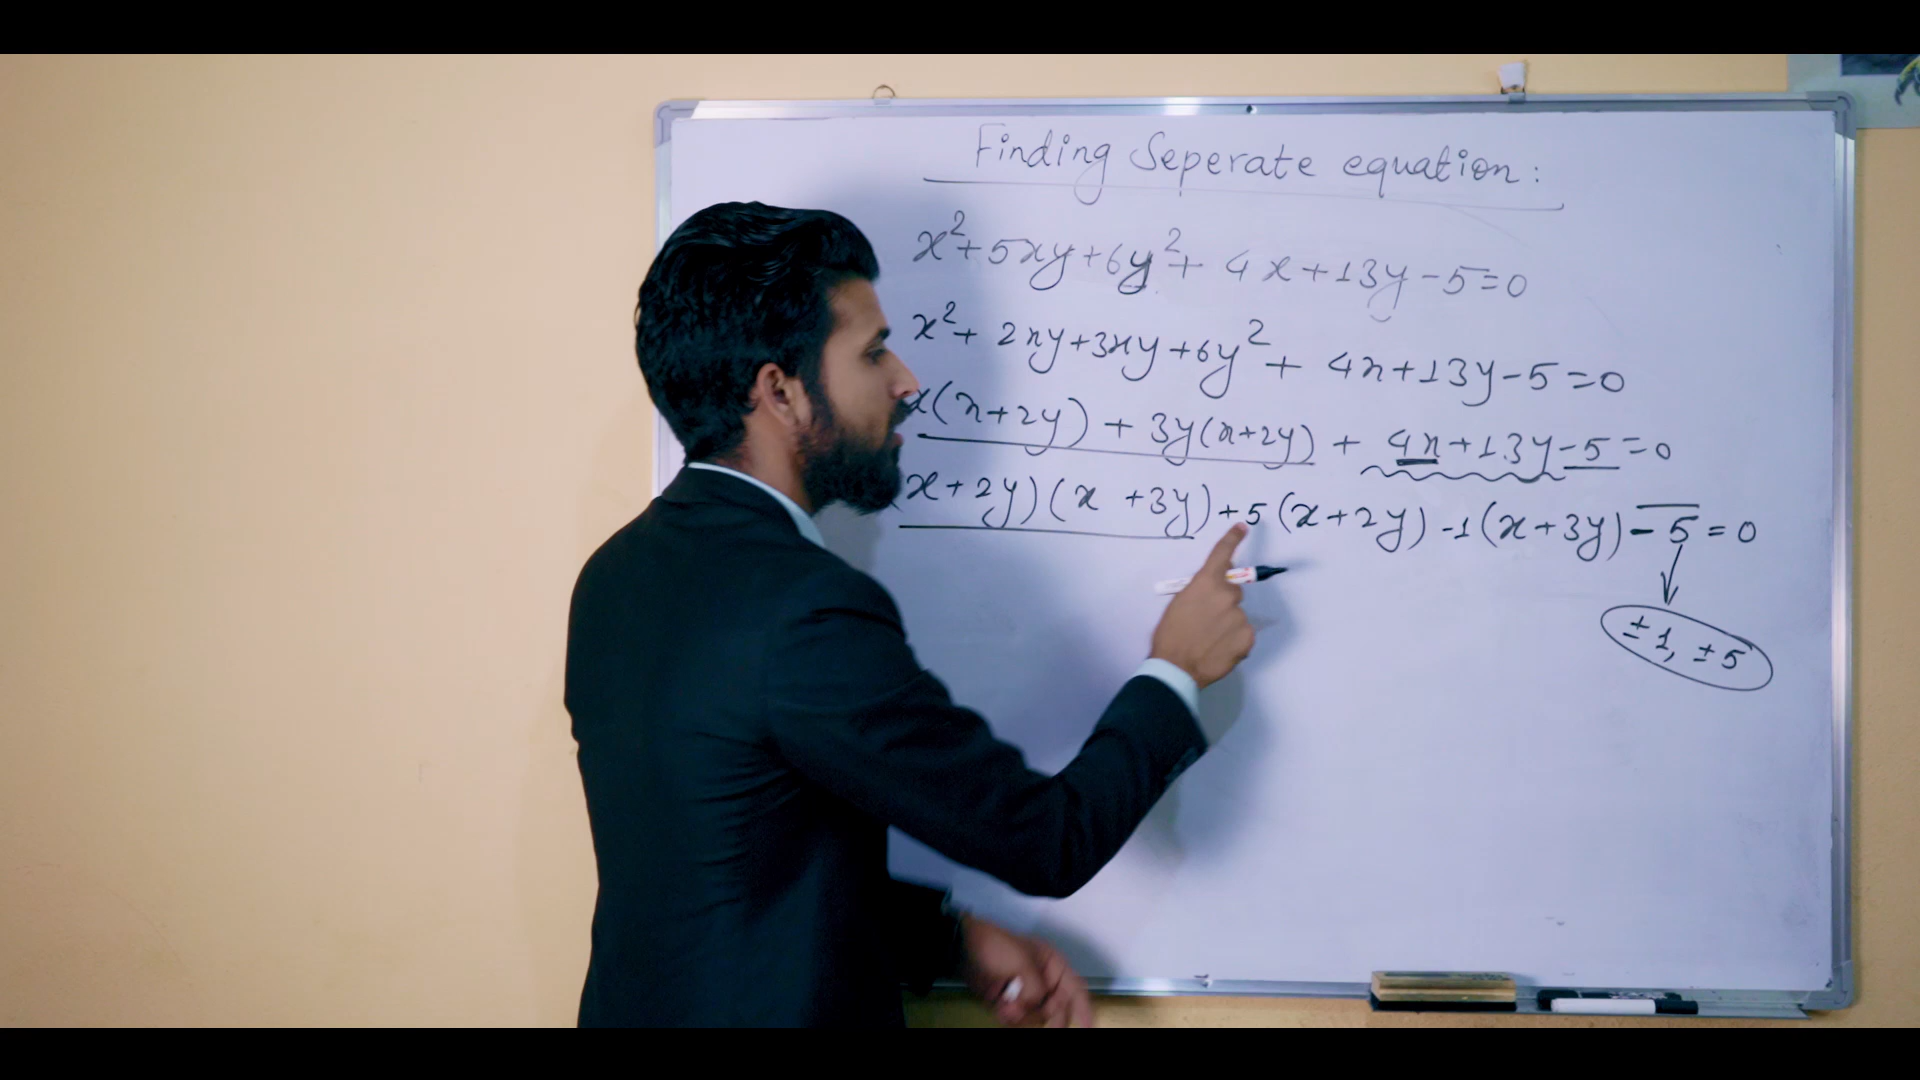 Finding Seperate equation:
x²+5xy+6y²+4x+13y-5=0
x²+2xy+3xy+6y²+4x+13y-5=0
x(x+2y)+3y(x+2y)+4x+13y-5=0
x+2y)(x+3y)+5(x+2y)-1(x+3y)-5=0
±1, ±5